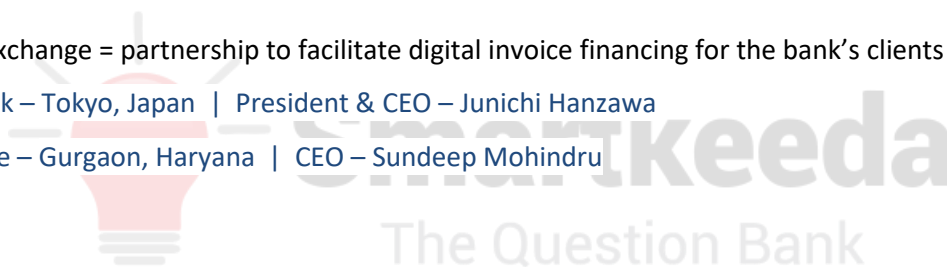 xchange = partnership to facilitate digital invoice financing for the bank's clients
k – Tokyo, Japan | President & CEO – Junichi Hanzawa
e – Gurgaon, Haryana | CEO – Sundeep Mohindru
Smartkeeda
The Question Bank